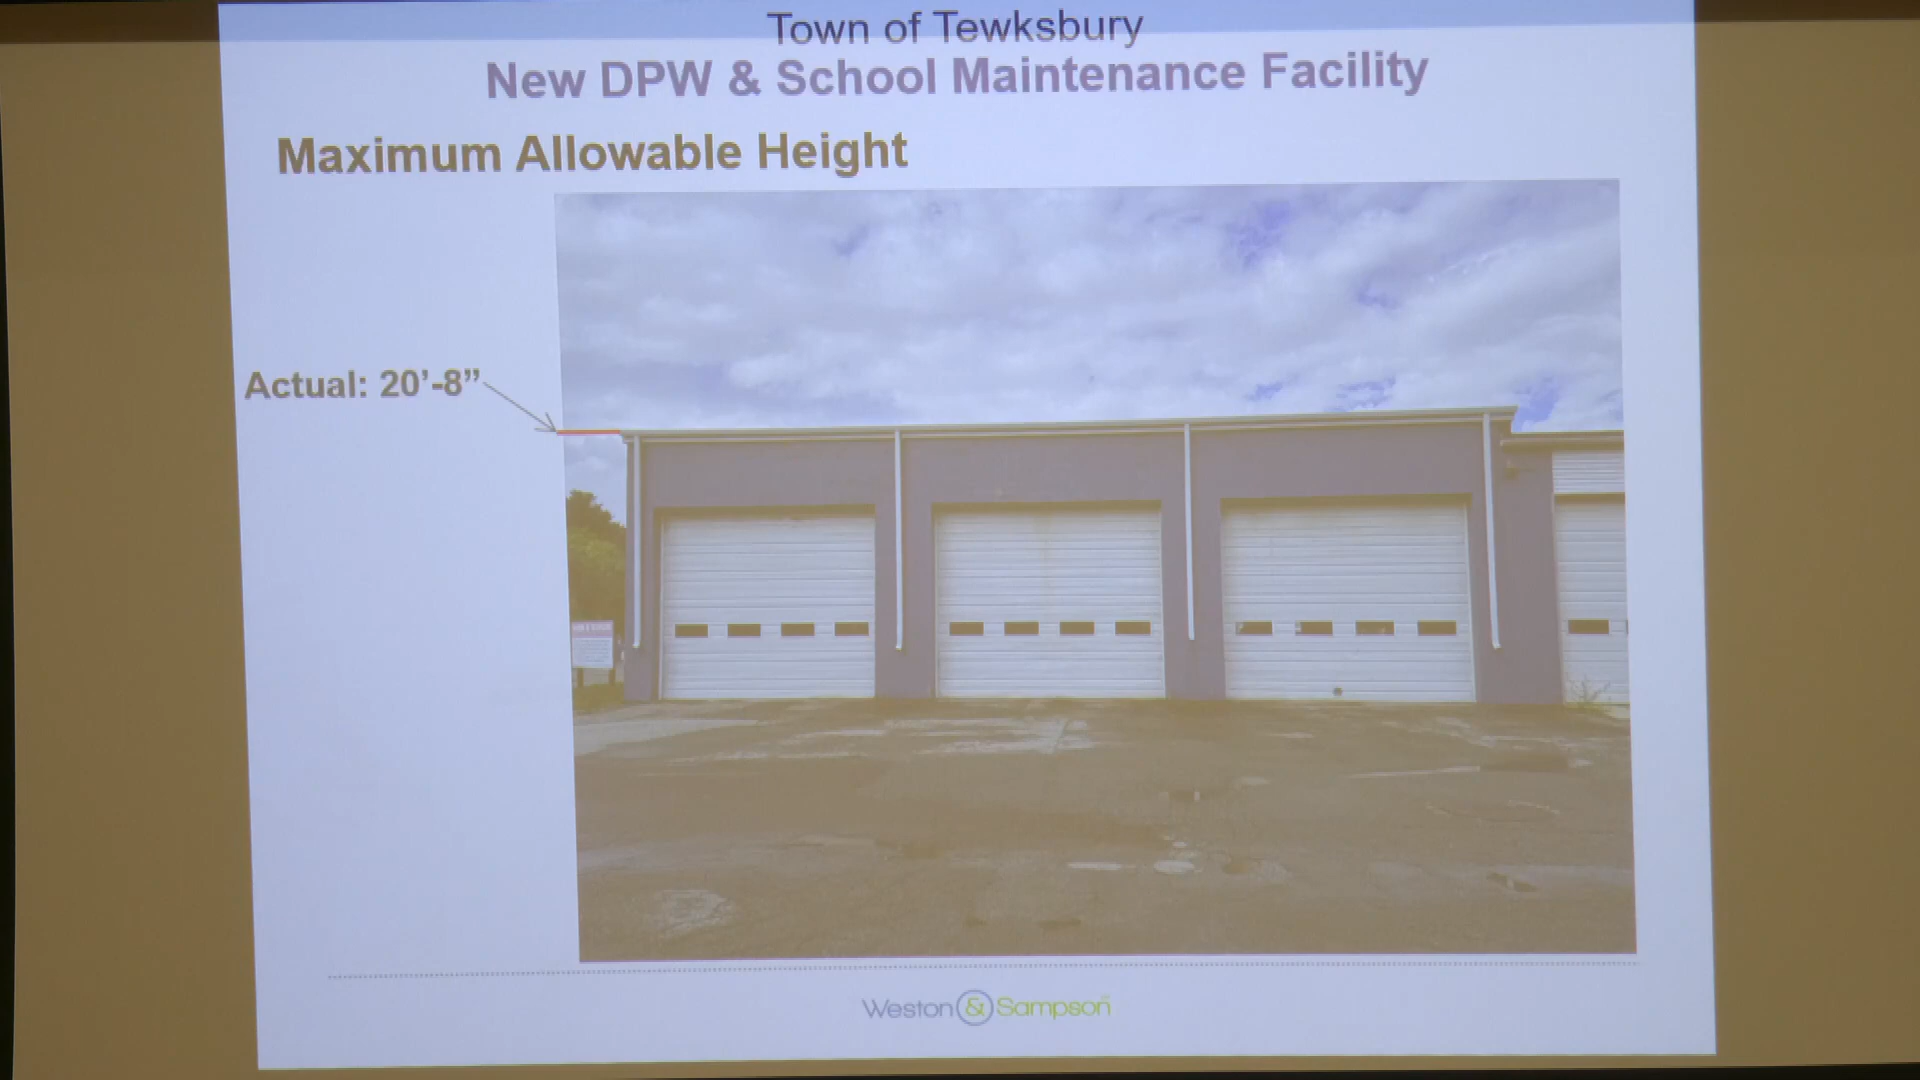 Town of Tewksbury
New DPW & School Maintenance Facility
Maximum Allowable Height
Actual: 20’-8”
Weston & Sampson